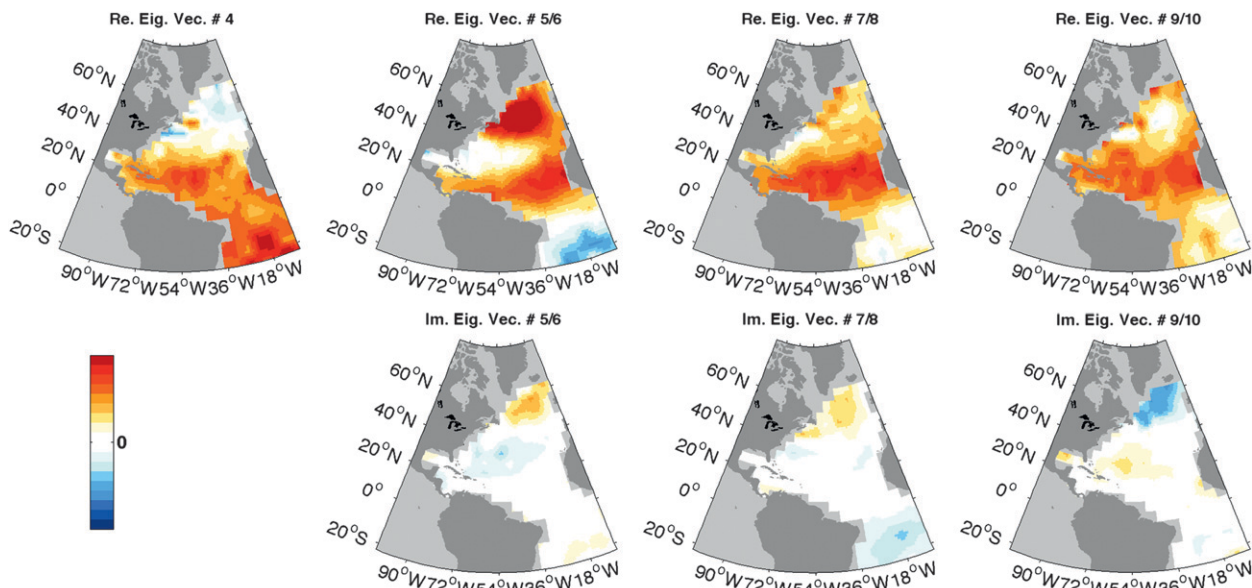 Re. Eig. Vec. # 4
Re. Eig. Vec. # 5/6
Re. Eig. Vec. # 7/8
Re. Eig. Vec. # 9/10
60°N
40°N
20°N
0°
20°S
90°W72°W54°W36°W18°W
60°N
40°N
20°N
0°
20°S
90°W72°W54°W36°W18°W
60°N
40°N
20°N
0°
20°S
90°W72°W54°W36°W18°W
60°N
40°N
20°N
0°
20°S
90°W72°W54°W36°W18°W
Im. Eig. Vec. # 5/6
Im. Eig. Vec. # 7/8
Im. Eig. Vec. # 9/10
0
60°N
40°N
20°N
0°
20°S
90°W72°W54°W36°W18°W
60°N
40°N
20°N
0°
20°S
90°W72°W54°W36°W18°W
60°N
40°N
20°N
0°
20°S
90°W72°W54°W36°W18°W